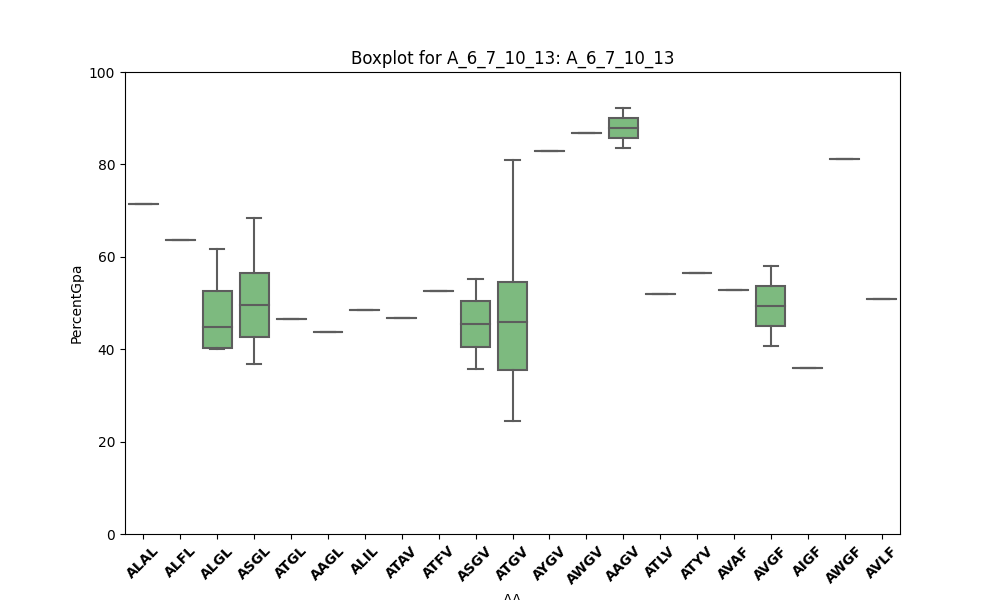 Boxplot for A_6_7_10_13: A_6_7_10_13
100
80
60
40
20
0
PercentGpa
ALAL ALFL ALGL ASGL ATGL AAGL ALIL ATAV ATFV ASGV ATGV AYGV AWGV AAGV ATLV ATYV AVAF AVGF AIGF AWGF AVLF
AA